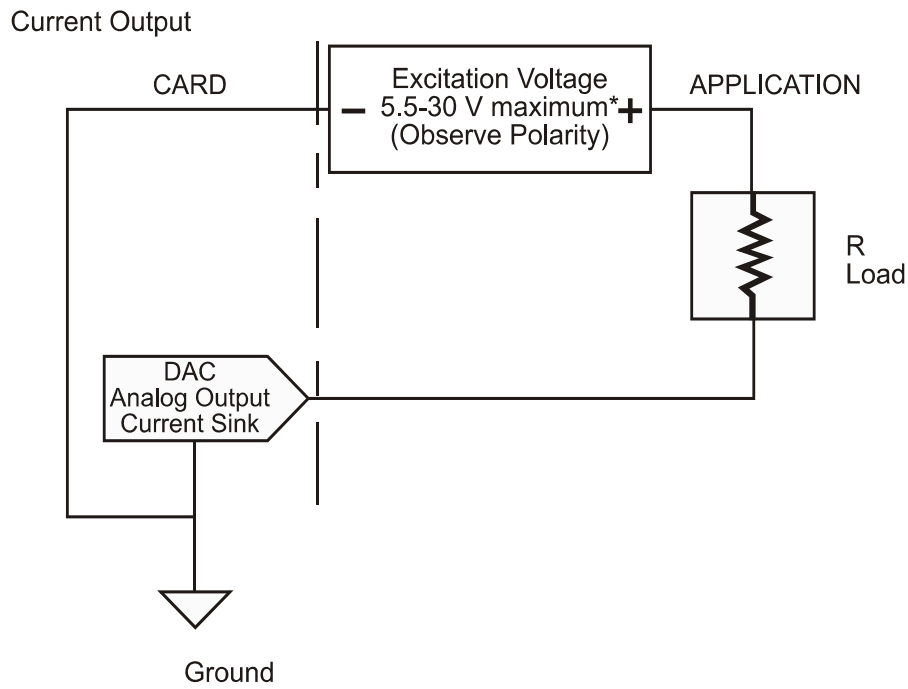 Current Output
CARD
Excitation Voltage
5.5-30 V maximum*
(Observe Polarity)
− +
APPLICATION
R
Load
DAC
Analog Output
Current Sink
Ground